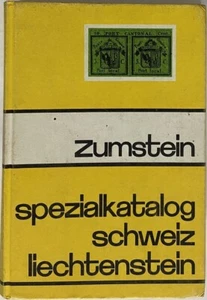 zumstein
spezialkatalog
schweiz
liechtenstein